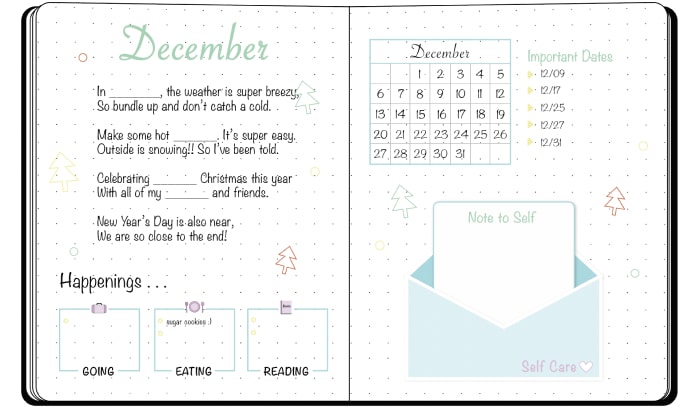 December
In ________, the weather is super breezy,
So bundle up and don't catch a cold.
Make some hot _______. It's super easy.
Outside is snowing!! So I've been told.
Celebrating _______ Christmas this year
With all of my _______ and friends.
New Year's Day is also near,
We are so close to the end!
Happenings . . .
GOING
sugar cookies :)
EATING
READING
December
1 2 3 4 5
6 7 8 9 10 11 12
13 14 15 16 17 18 19
20 21 22 23 24 25 26
27 28 29 30 31
Important Dates
12/09
12/17
12/25
12/27
12/31
Note to Self
Self Care